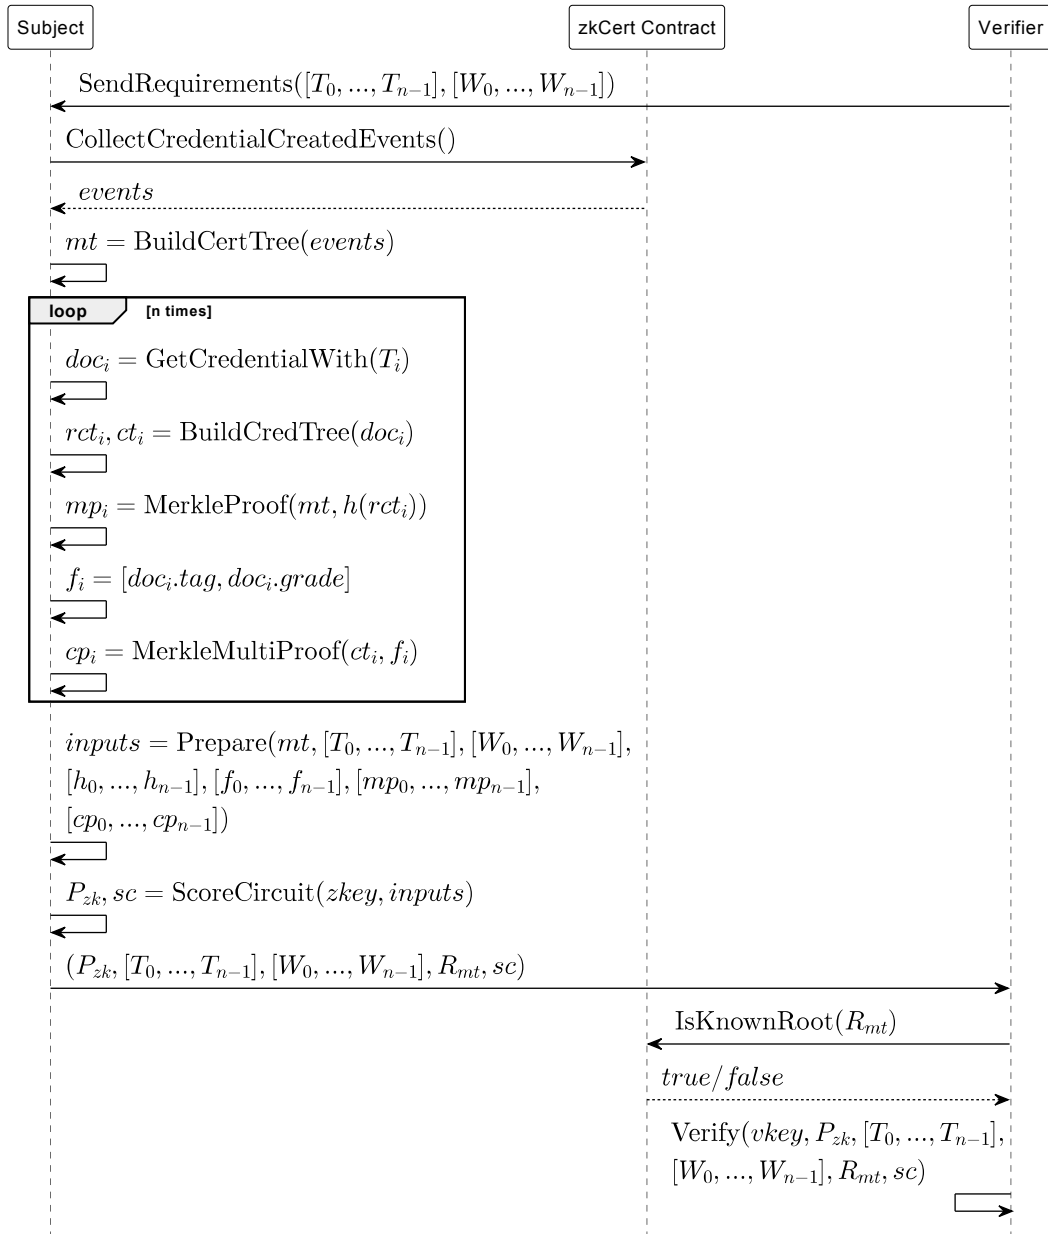 Subject
zkCert Contract
Verifier
SendRequirements([T_0, ..., T_{n−1}], [W_0, ..., W_{n−1}])
CollectCredentialCreatedEvents()
events
mt = BuildCertTree(events)
loop
[n times]
doc_i = GetCredentialWith(T_i)
rct_i, ct_i = BuildCredTree(doc_i)
mp_i = MerkleProof(mt, h(rct_i))
f_i = [doc_i.tag, doc_i.grade]
cp_i = MerkleMultiProof(ct_i, f_i)
inputs = Prepare(mt, [T_0, ..., T_{n−1}], [W_0, ..., W_{n−1}],
[h_0, ..., h_{n−1}], [f_0, ..., f_{n−1}], [mp_0, ..., mp_{n−1}],
[cp_0, ..., cp_{n−1}])
P_{zk}, sc = ScoreCircuit(zkey, inputs)
(P_{zk}, [T_0, ..., T_{n−1}], [W_0, ..., W_{n−1}], R_{mt}, sc)
IsKnownRoot(R_{mt})
true/false
Verify(vkey, P_{zk}, [T_0, ..., T_{n−1}],
[W_0, ..., W_{n−1}], R_{mt}, sc)